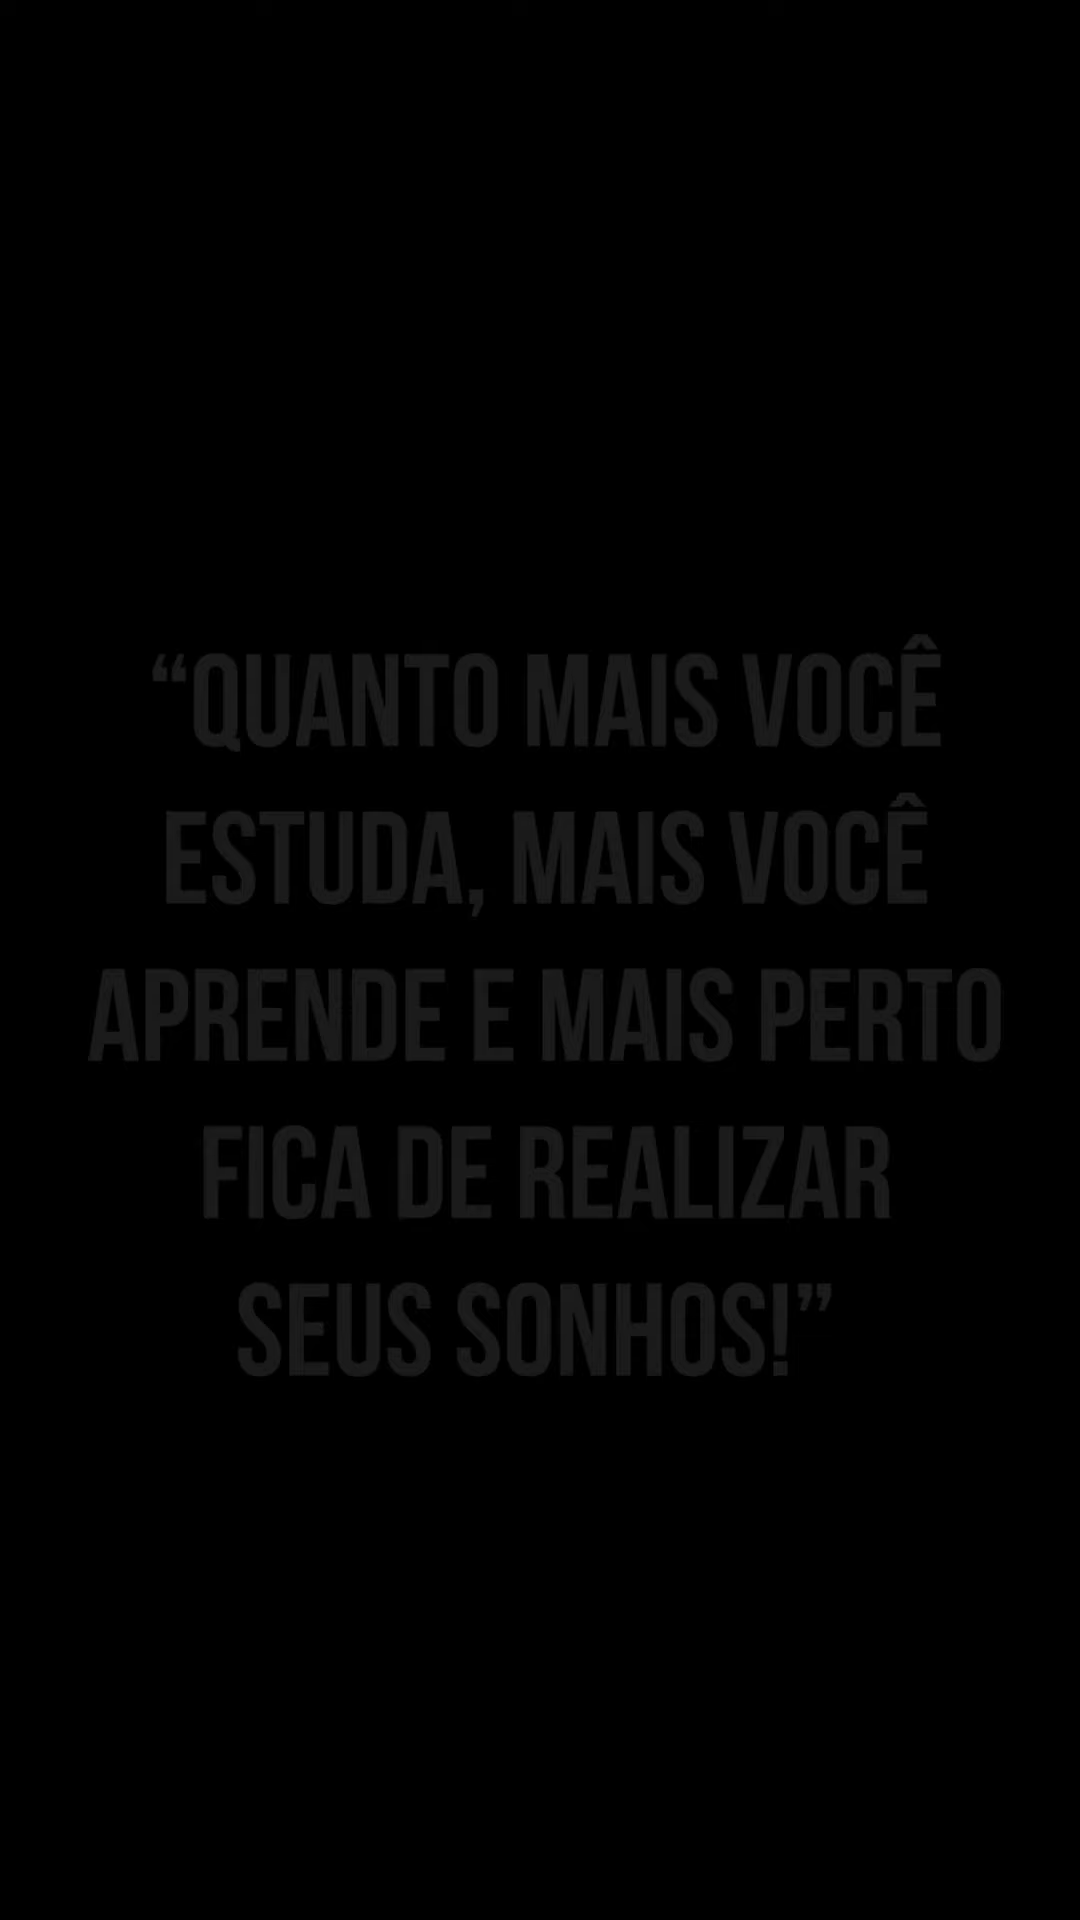 “QUANTO MAIS VOCÊ
ESTUDA, MAIS VOCÊ
APRENDE E MAIS PERTO
FICA DE REALIZAR
SEUS SONHOS!”